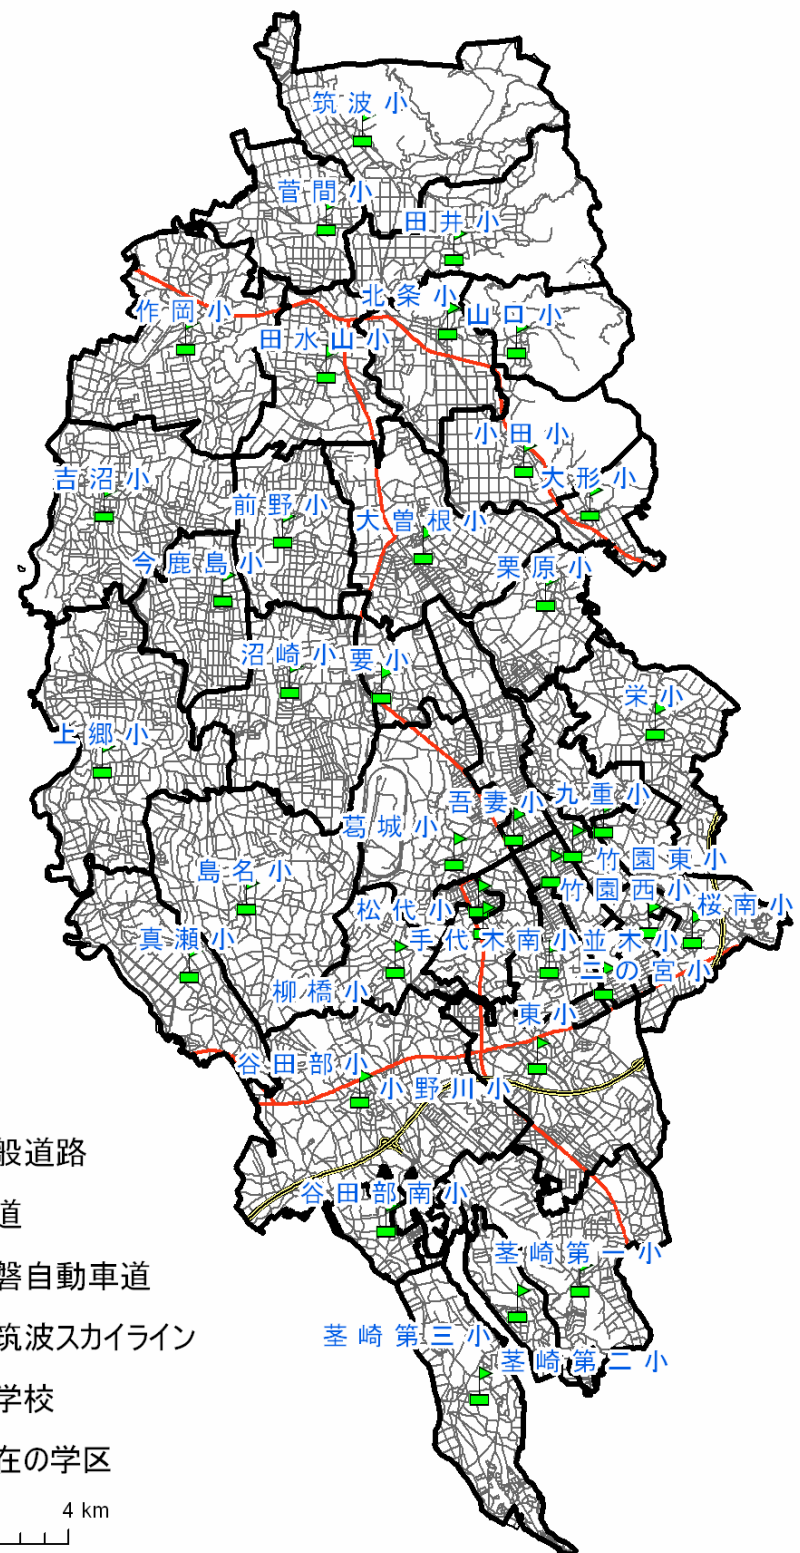 筑波小
菅間小
田井小
北条小
作岡小
山口小
田水山小
小田小
吉沼小
大形小
前野小
大曽根小
今鹿島小
栗原小
沼崎小
要小
栄小
上郷小
吾妻小
九重小
葛城小
竹園東小
島名小
竹園西小
松代小
桜南小
真瀬小
手代木南小
並木小
二の宮小
柳橋小
東小
谷田部小
小野川小
般道路
谷田部南小
道
茎崎第一小
磐自動車道
筑波スカイライン
茎崎第三小
茎崎第二小
学校
在の学区
4 km